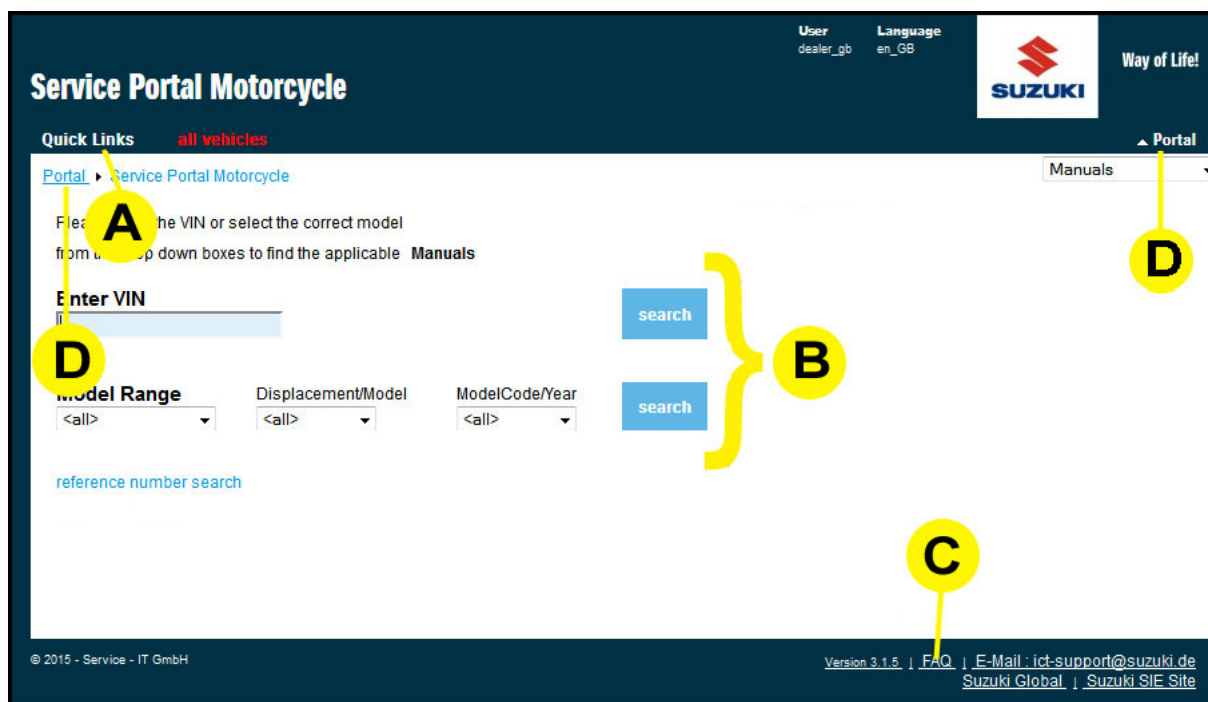 User Language
dealer_gb en_GB
Way of Life!
SUZUKI
Service Portal Motorcycle
Quick Links all vehicles
Portal
Portal Service Portal Motorcycle
Manuals
A
he VIN or select the correct model
down boxes to find the applicable Manuals
D
Enter VIN
search
B
D
Model Range Displacement/Model ModelCode/Year
search
<all> <all> <all>
reference number search
C
© 2015 - Service - IT GmbH
Version 3.1.5 | FAQ | E-Mail : ict-support@suzuki.de
Suzuki Global | Suzuki SIE Site